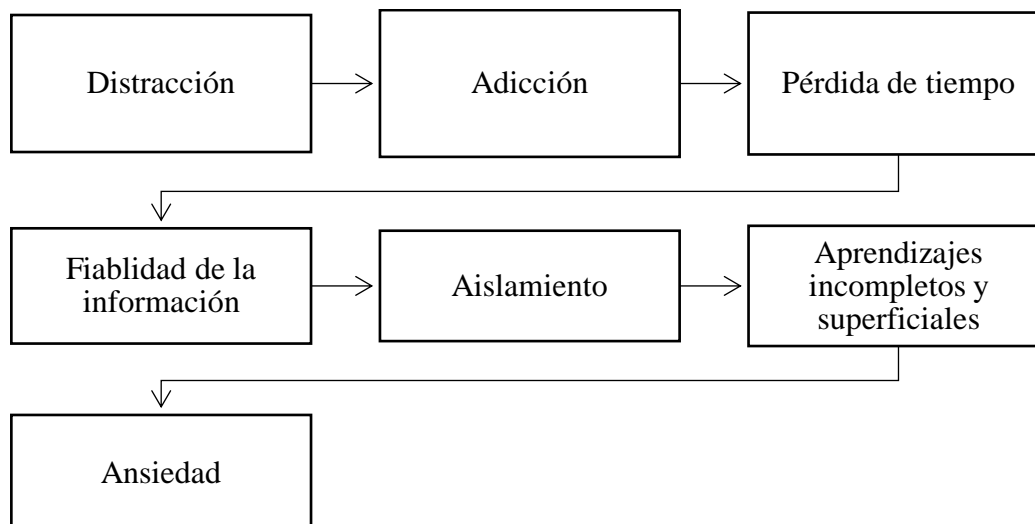 Distracción
Adicción
Pérdida de tiempo
Fiablidad de la
información
Aislamiento
Aprendizajes
incompletos y
superficiales
Ansiedad